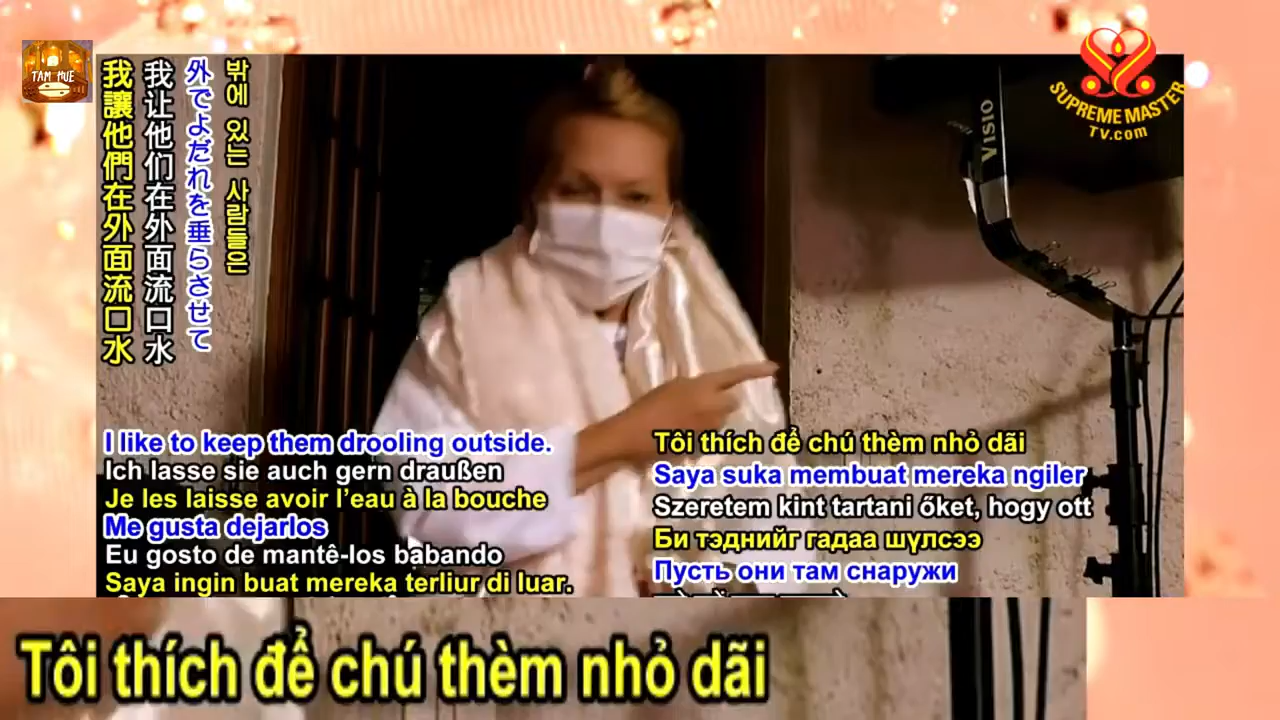 TAM HUE
SUPREME MASTER
TV.com
VISIO
我讓他們在外面流口水
我让他们在外面流口水
外でよだれを垂らさせて
밖에 있는 사람들은
I like to keep them drooling outside.
Ich lasse sie auch gern draußen
Je les laisse avoir l’eau à la bouche
Me gusta dejarlos
Eu gosto de mantê-los babando
Saya ingin buat mereka terliur di luar.
Tôi thích để chú thèm nhỏ dãi
Saya suka membuat mereka ngiler
Szeretem kint tartani őket, hogy ott
Би тэднийг гадаа шүлсээ
Пусть они там снаружи
Tôi thích để chú thèm nhỏ dãi